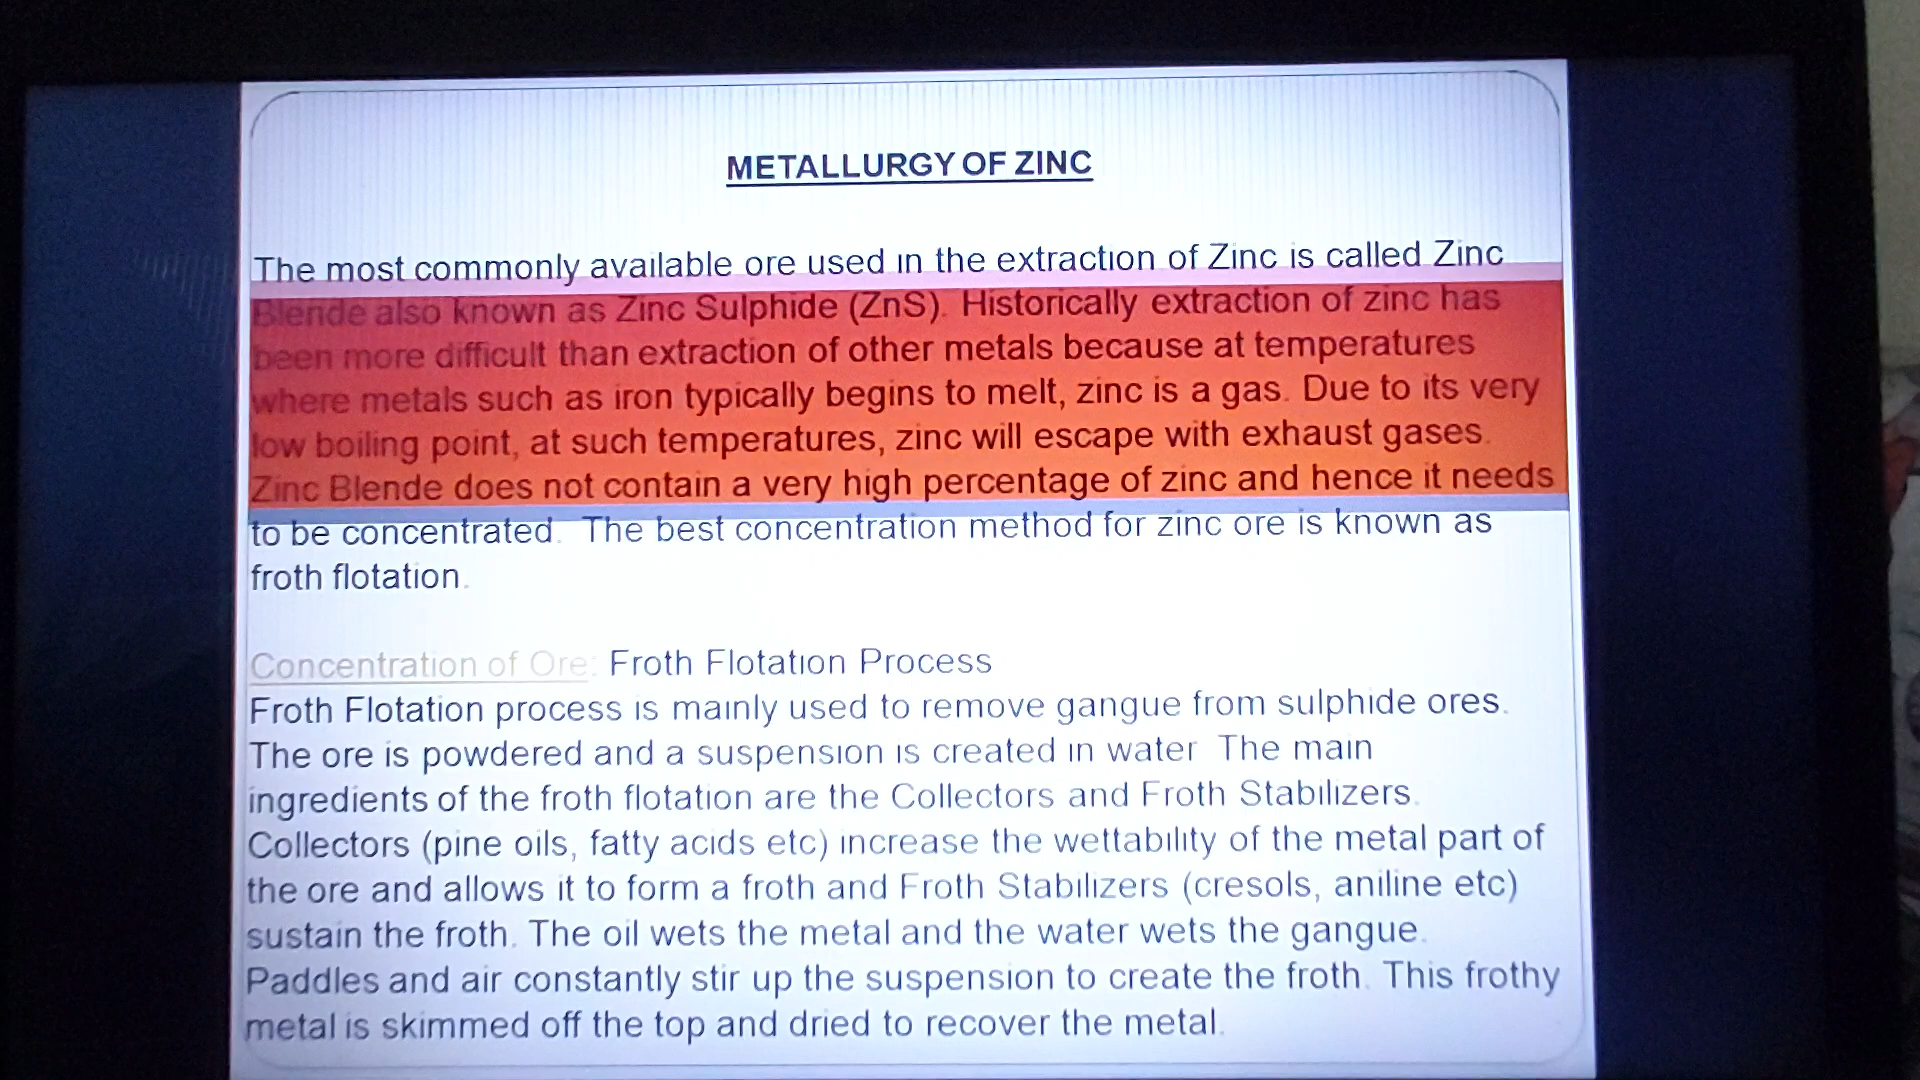 METALLURGY OF ZINC
The most commonly available ore used in the extraction of Zinc is called Zinc
Blende also known as Zinc Sulphide (ZnS). Historically extraction of zinc has
been more difficult than extraction of other metals because at temperatures
where metals such as iron typically begins to melt, zinc is a gas. Due to its very
low boiling point, at such temperatures, zinc will escape with exhaust gases.
Zinc Blende does not contain a very high percentage of zinc and hence it needs
to be concentrated. The best concentration method for zinc ore is known as
froth flotation.
Concentration of Ore: Froth Flotation Process
Froth Flotation process is mainly used to remove gangue from sulphide ores.
The ore is powdered and a suspension is created in water The main
ingredients of the froth flotation are the Collectors and Froth Stabilizers.
Collectors (pine oils, fatty acids etc) increase the wettability of the metal part of
the ore and allows it to form a froth and Froth Stabilizers (cresols, aniline etc)
sustain the froth. The oil wets the metal and the water wets the gangue.
Paddles and air constantly stir up the suspension to create the froth. This frothy
metal is skimmed off the top and dried to recover the metal.